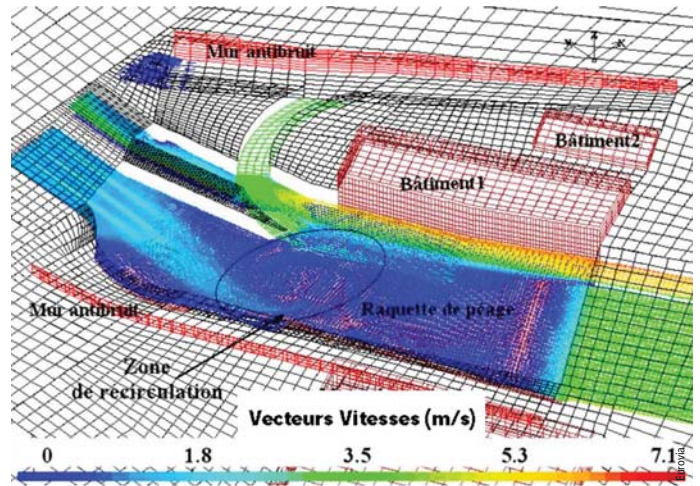 Mur antibruit
Y Z X
Bâtiment2
Bâtiment1
Mur antibruit
Raquette de péage
Zone
de recirculation
Vecteurs Vitesses (m/s)
0 1.8 3.5 5.3 7.1
Eurovia